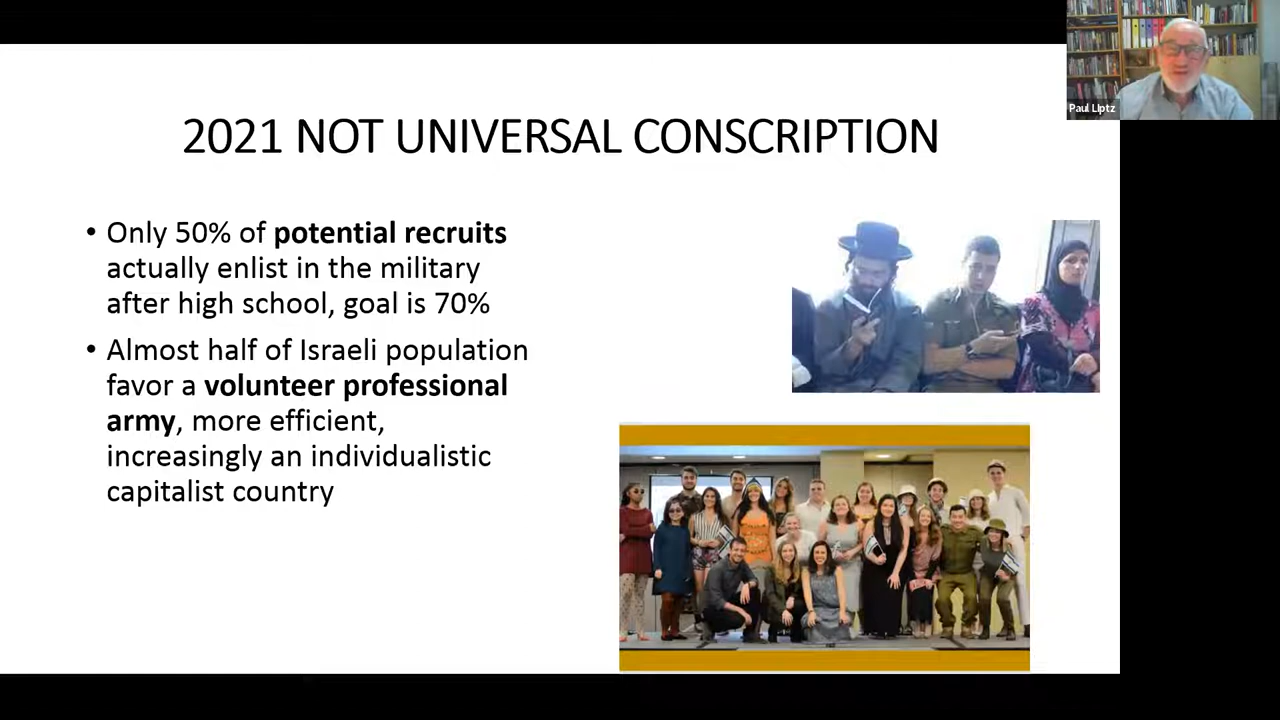 Paul Liptz
2021 NOT UNIVERSAL CONSCRIPTION
• Only 50% of potential recruits
actually enlist in the military
after high school, goal is 70%
• Almost half of Israeli population
favor a volunteer professional
army, more efficient,
increasingly an individualistic
capitalist country